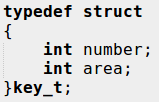 typedef struct
{
    int number;
    int area;
}key_t;